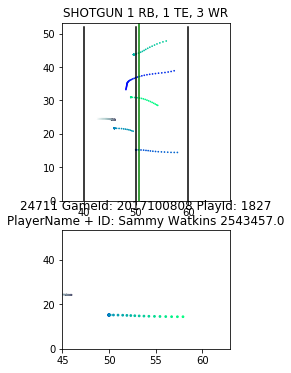 SHOTGUN 1 RB, 1 TE, 3 WR
50
40
30
20
10
0
40 50 60
24711 GameId: 2017100808 PlayId: 1827
PlayerName + ID: Sammy Watkins 2543457.0
40
20
0
45 50 55 60